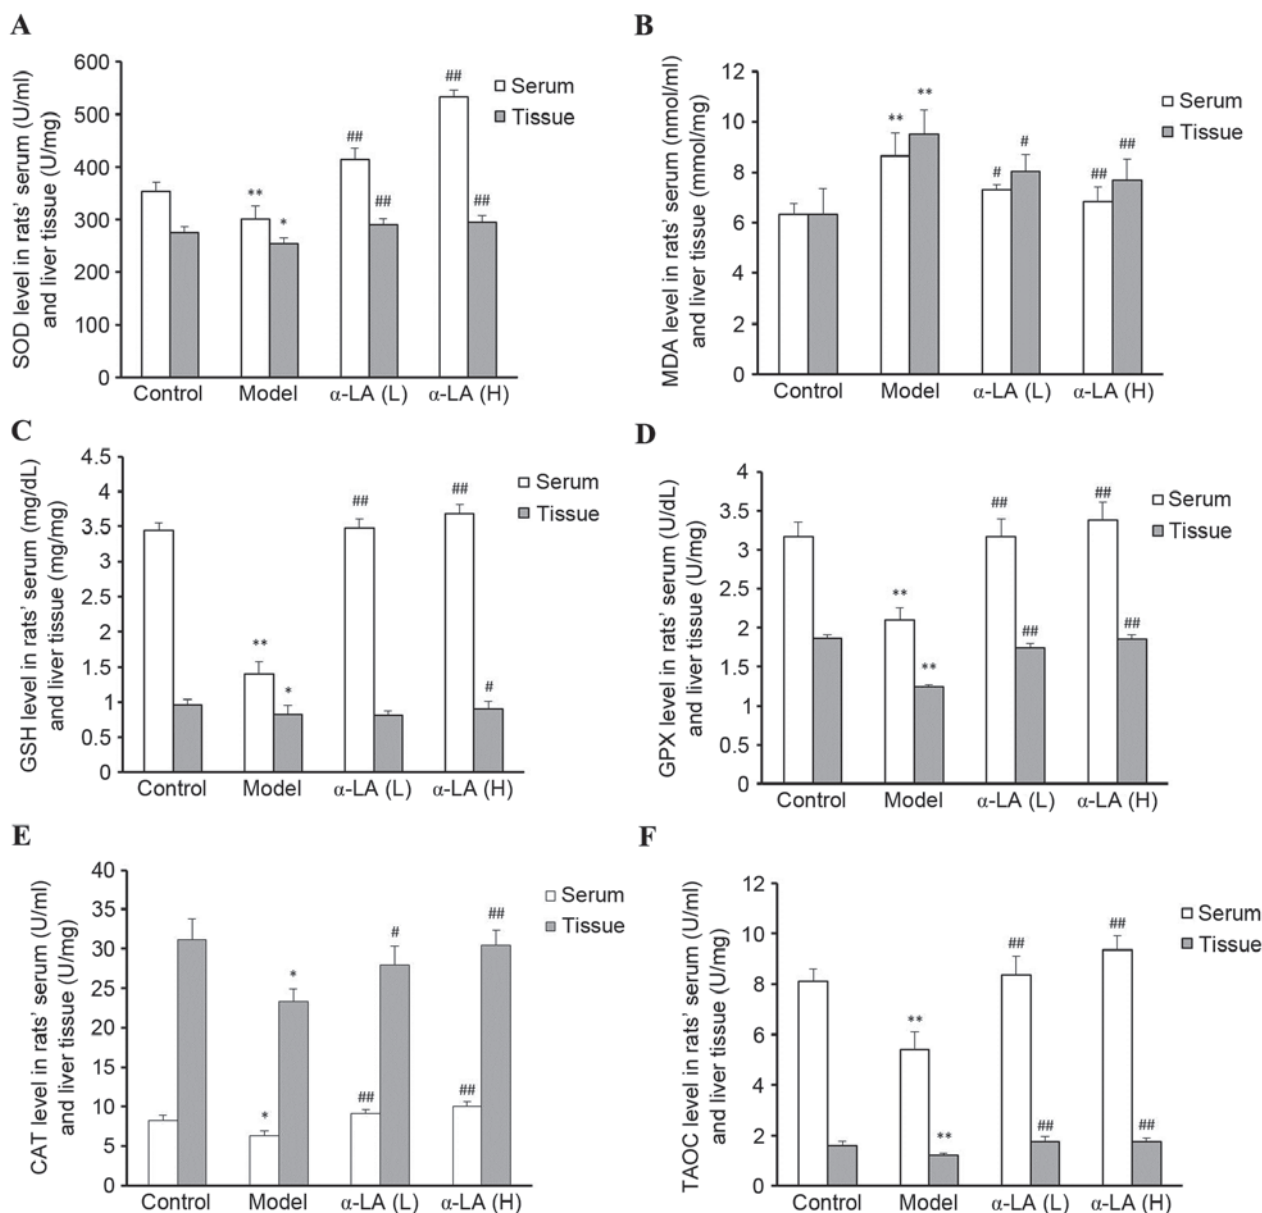 A
SOD level in rats' serum (U/ml)
and liver tissue (U/mg)
600
500
400
300
200
100
0
##
##
**
*
##
##
Serum
Tissue
Control Model α-LA (L) α-LA (H)
B
MDA level in rats' serum (nmol/ml)
and liver tissue (mmol/mg)
12
10
8
6
4
2
0
**
**
#
#
##
##
Serum
Tissue
Control Model α-LA (L) α-LA (H)
C
GSH level in rats' serum (mg/dL)
and liver tissue (mg/mg)
4.5
4
3.5
3
2.5
2
1.5
1
0.5
0
##
##
**
*
#
Serum
Tissue
Control Model α-LA (L) α-LA (H)
D
GPX level in rats' serum (U/dL)
and liver tissue (U/mg)
4
3.5
3
2.5
2
1.5
1
0.5
0
##
##
**
**
##
##
Serum
Tissue
Control Model α-LA (L) α-LA (H)
E
CAT level in rats' serum (U/ml)
and liver tissue (U/mg)
40
35
30
25
20
15
10
5
0
*
*
##
#
##
##
Serum
Tissue
Control Model α-LA (L) α-LA (H)
F
TAOC level in rats' serum (U/ml)
and liver tissue (U/mg)
12
10
8
6
4
2
0
##
##
**
**
##
##
Serum
Tissue
Control Model α-LA (L) α-LA (H)